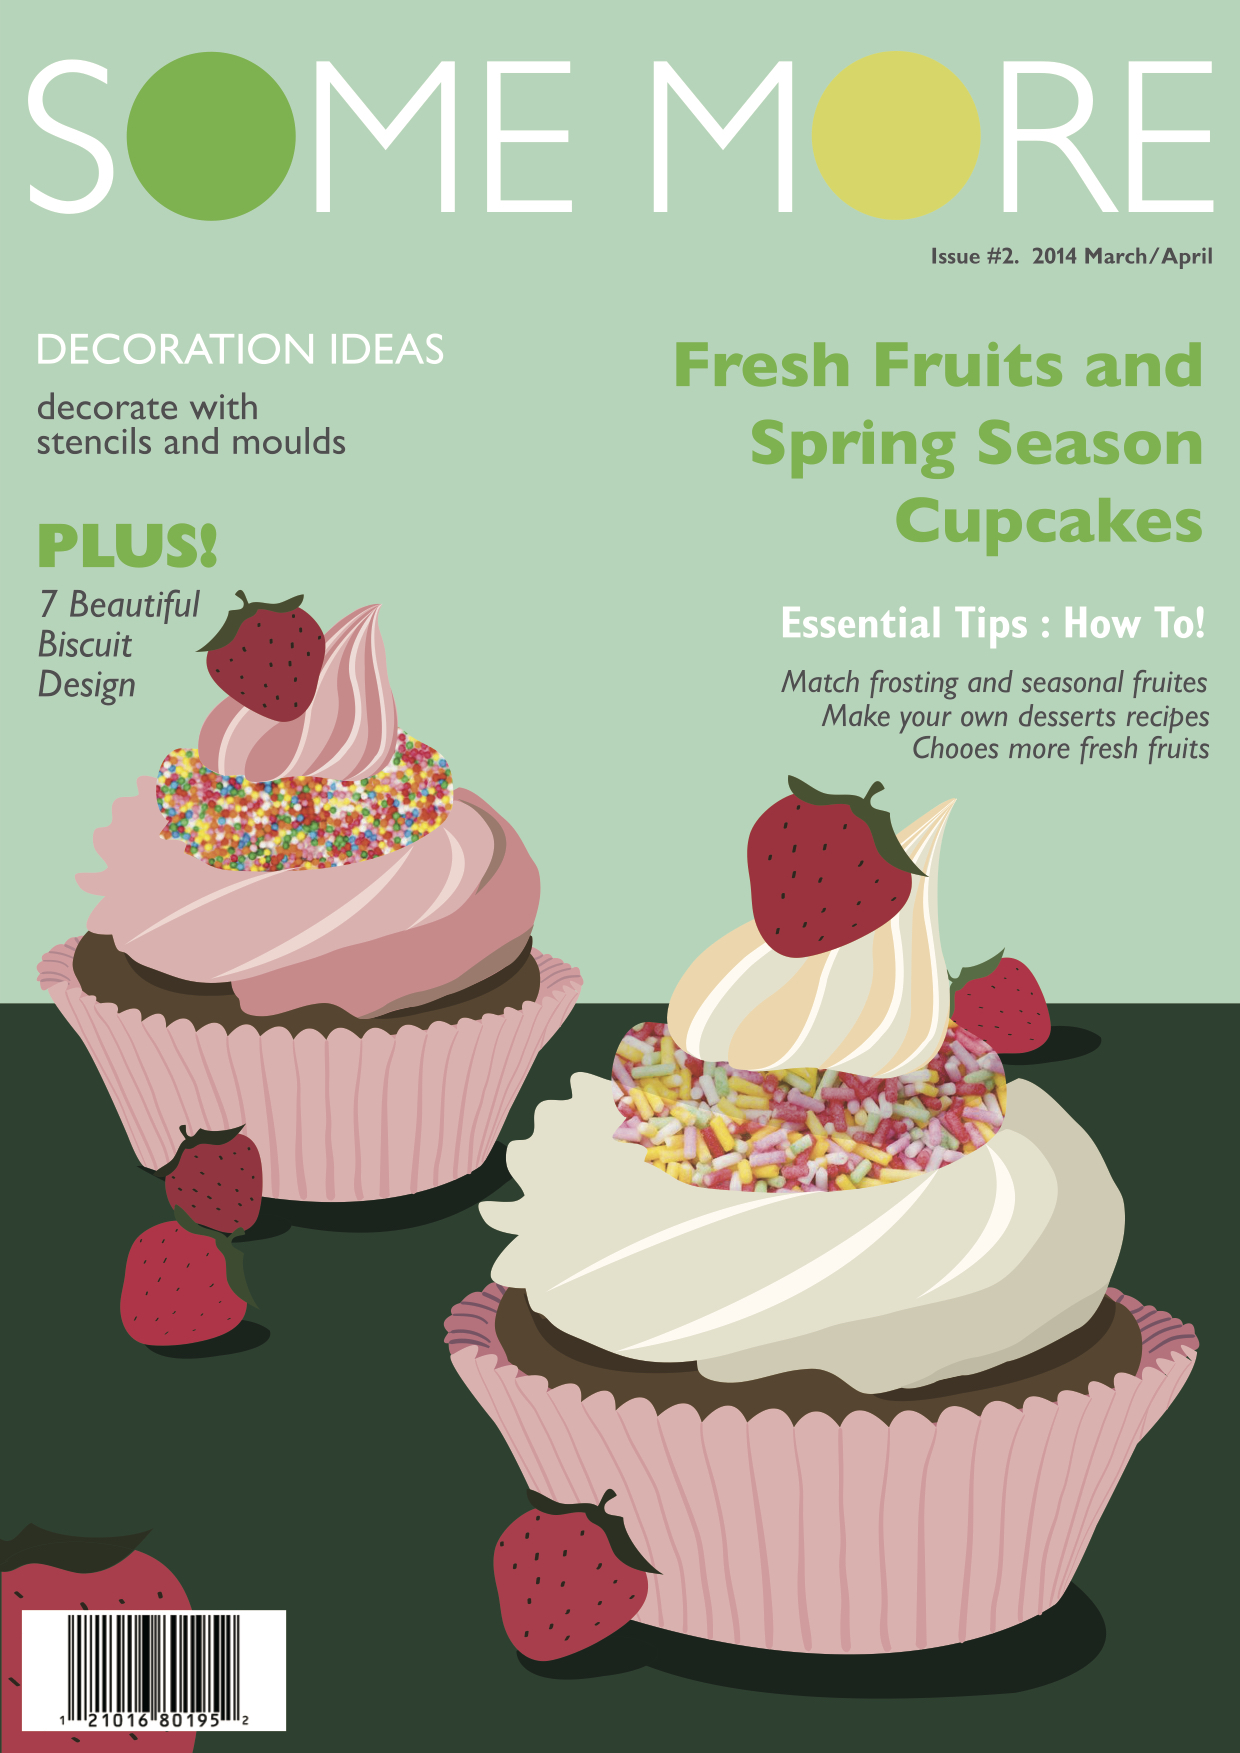 SOME MORE
Issue #2. 2014 March/April
DECORATION IDEAS
decorate with
stencils and moulds
PLUS!
7 Beautiful
Biscuit
Design
Fresh Fruits and
Spring Season
Cupcakes
Essential Tips : How To!
Match frosting and seasonal fruites
Make your own desserts recipes
Chooes more fresh fruits
1 21016 80195 2